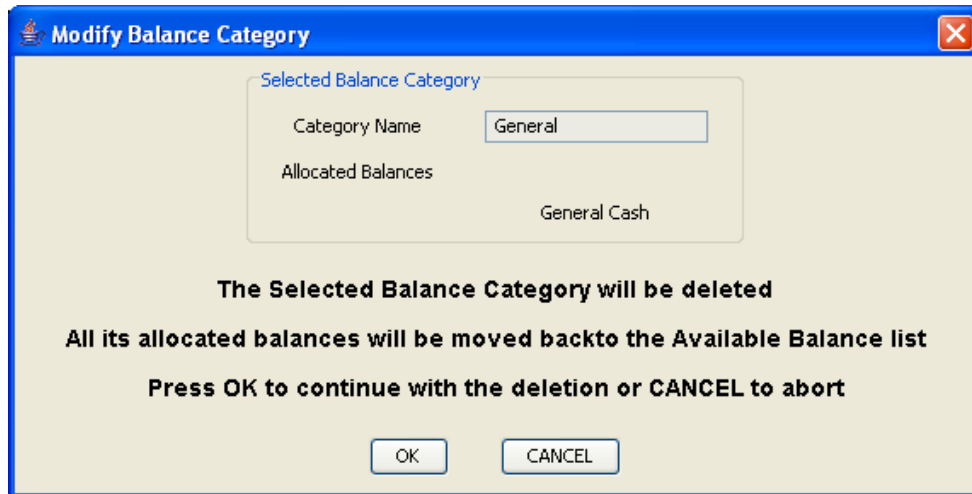 Modify Balance Category
Selected Balance Category
Category Name General
Allocated Balances
General Cash
The Selected Balance Category will be deleted
All its allocated balances will be moved backto the Available Balance list
Press OK to continue with the deletion or CANCEL to abort
OK CANCEL